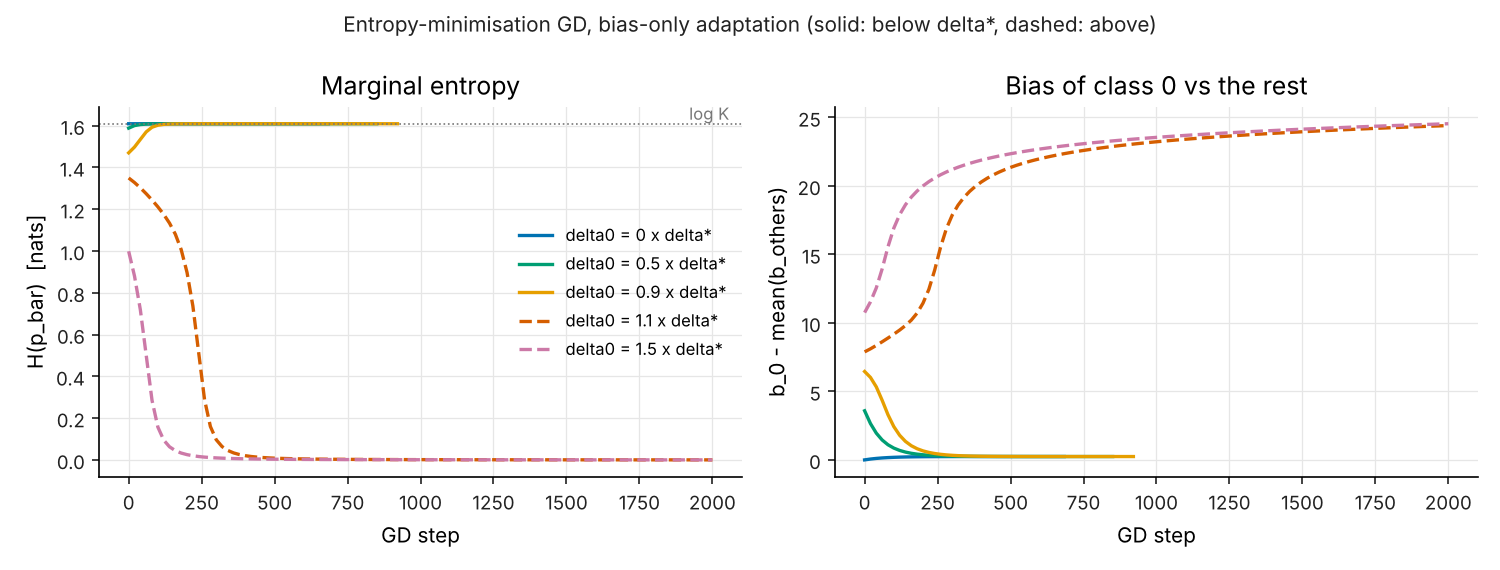 Entropy-minimisation GD, bias-only adaptation (solid: below delta*, dashed: above)
Marginal entropy
log K
1.6
1.4
1.2
1.0
0.8
0.6
0.4
0.2
0.0
H(p_bar) [nats]
delta0 = 0 x delta*
delta0 = 0.5 x delta*
delta0 = 0.9 x delta*
delta0 = 1.1 x delta*
delta0 = 1.5 x delta*
0 250 500 750 1000 1250 1500 1750 2000
GD step
Bias of class 0 vs the rest
25
20
15
10
5
0
b_0 - mean(b_others)
0 250 500 750 1000 1250 1500 1750 2000
GD step